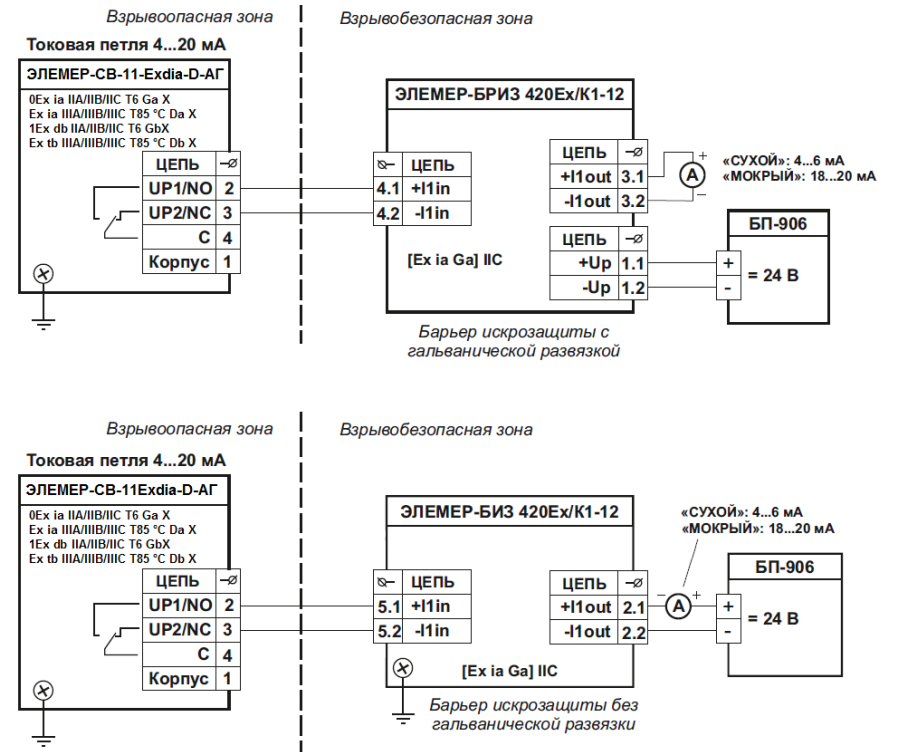 Взрывоопасная зона
Взрывобезопасная зона
Токовая петля 4...20 мА
ЭЛЕМЕР-СВ-11-Exdia-D-АГ
0Ex ia IIA/IIB/IIC T6 Ga X
Ex ia IIIA/IIIB/IIIC T85 °C Da X
1Ex db IIA/IIB/IIC T6 GbX
Ex tb IIIA/IIIB/IIIC T85 °C Db X
ЦЕПЬ
UP1/NO 2
UP2/NC 3
C 4
Корпус 1
ЭЛЕМЕР-БРИЗ 420Ex/К1-12
ЦЕПЬ
4.1 +I1in
4.2 -I1in
[Ex ia Ga] IIC
ЦЕПЬ
+I1out 3.1
-I1out 3.2
ЦЕПЬ
+Up 1.1
-Up 1.2
+
A
–
«СУХОЙ»: 4...6 мА
«МОКРЫЙ»: 18...20 мА
БП-906
+
-
= 24 В
Барьер искрозащиты с
гальванической развязкой
Взрывоопасная зона
Взрывобезопасная зона
Токовая петля 4...20 мА
ЭЛЕМЕР-СВ-11Exdia-D-АГ
0Ex ia IIA/IIB/IIC T6 Ga X
Ex ia IIIA/IIIB/IIIC T85 °C Da X
1Ex db IIA/IIB/IIC T6 GbX
Ex tb IIIA/IIIB/IIIC T85 °C Db X
ЦЕПЬ
UP1/NO 2
UP2/NC 3
C 4
Корпус 1
ЭЛЕМЕР-БИЗ 420Ex/К1-12
ЦЕПЬ
5.1 +I1in
5.2 -I1in
[Ex ia Ga] IIC
ЦЕПЬ
+I1out 2.1
-I1out 2.2
«СУХОЙ»: 4...6 мА
«МОКРЫЙ»: 18...20 мА
– A +
БП-906
+
-
= 24 В
Барьер искрозащиты без
гальванической развязки